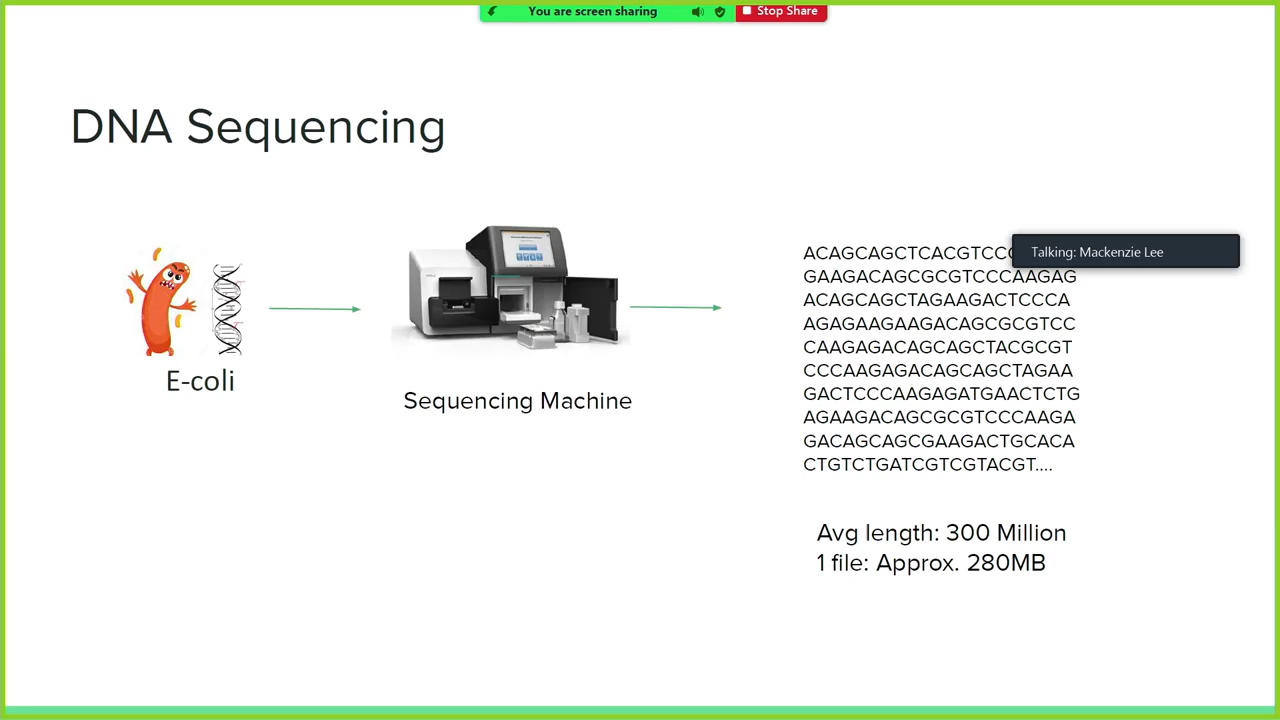 You are screen sharing
Stop Share
DNA Sequencing
Talking: Mackenzie Lee
ACAGCAGCTCACGTCCC
GAAGACAGCGCGTCCCAAGAG
ACAGCAGCTAGAAGACTCCCA
AGAGAAGAAGACAGCGCGTCC
CAAGAGACAGCAGCTACGCGT
CCCAAGAGACAGCAGCTAGAA
GACTCCCAAGAGATGAACTCTG
AGAAGACAGCGCGTCCCAAGA
GACAGCAGCGAAGACTGCACA
CTGTCTGATCGTCGTACGT....
E-coli
Sequencing Machine
Avg length: 300 Million
1 file: Approx. 280MB